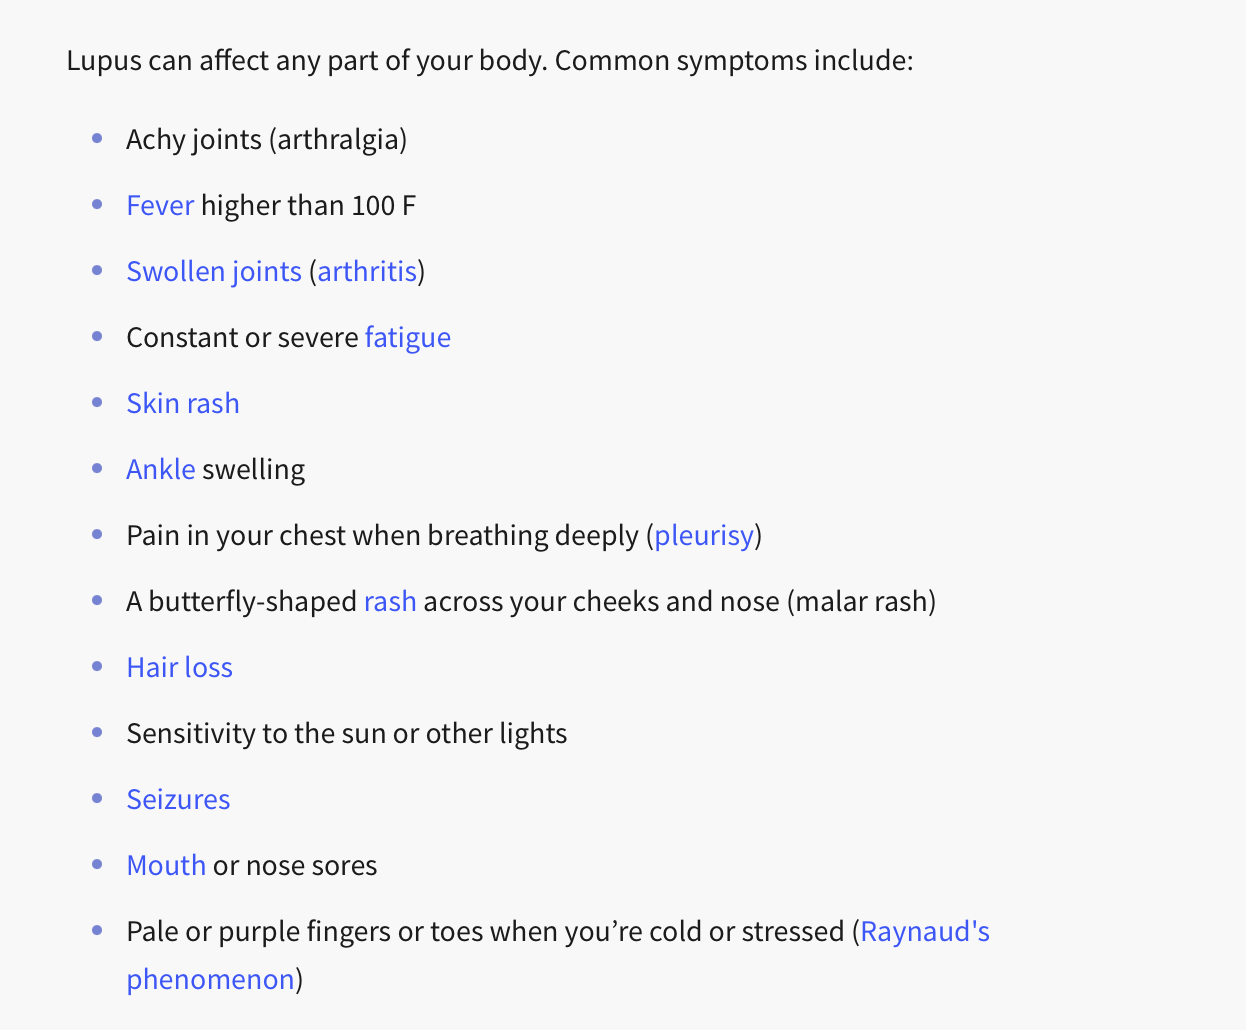 Lupus can affect any part of your body. Common symptoms include:
Achy joints (arthralgia)
Fever higher than 100 F
Swollen joints (arthritis)
Constant or severe fatigue
Skin rash
Ankle swelling
Pain in your chest when breathing deeply (pleurisy)
A butterfly-shaped rash across your cheeks and nose (malar rash)
Hair loss
Sensitivity to the sun or other lights
Seizures
Mouth or nose sores
Pale or purple fingers or toes when you’re cold or stressed (Raynaud's
phenomenon)